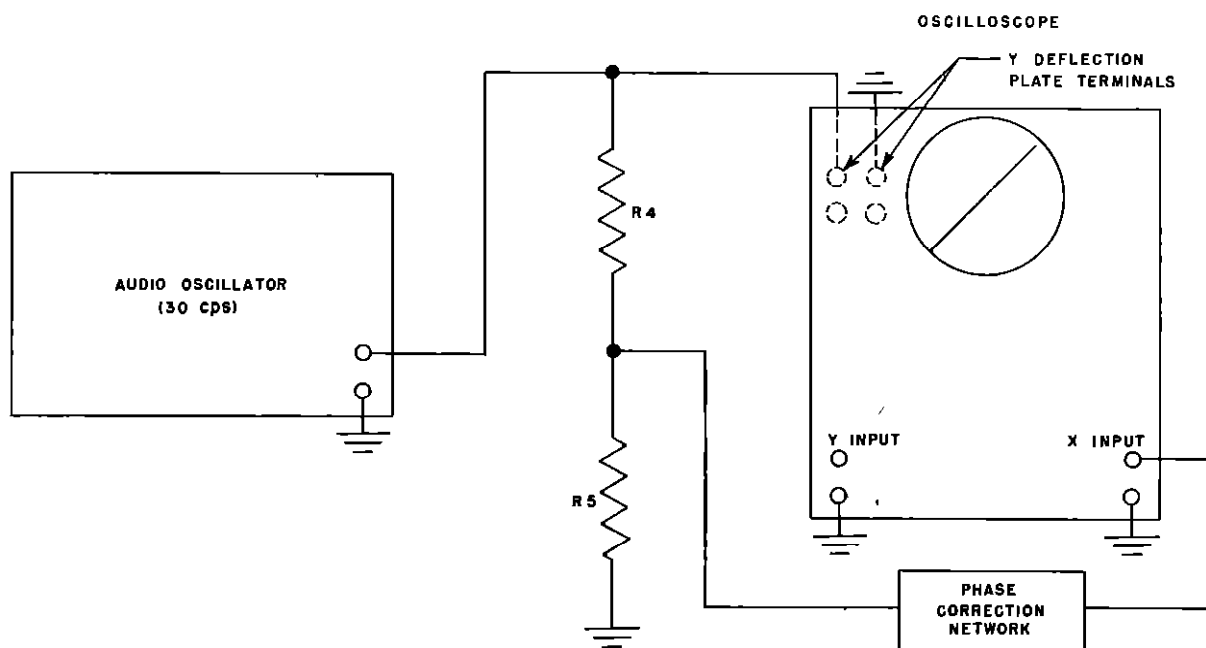 OSCILLOSCOPE
Y DEFLECTION
PLATE TERMINALS
R4
AUDIO OSCILLATOR
(30 cps)
Y INPUT
X INPUT
R5
PHASE
CORRECTION
NETWORK